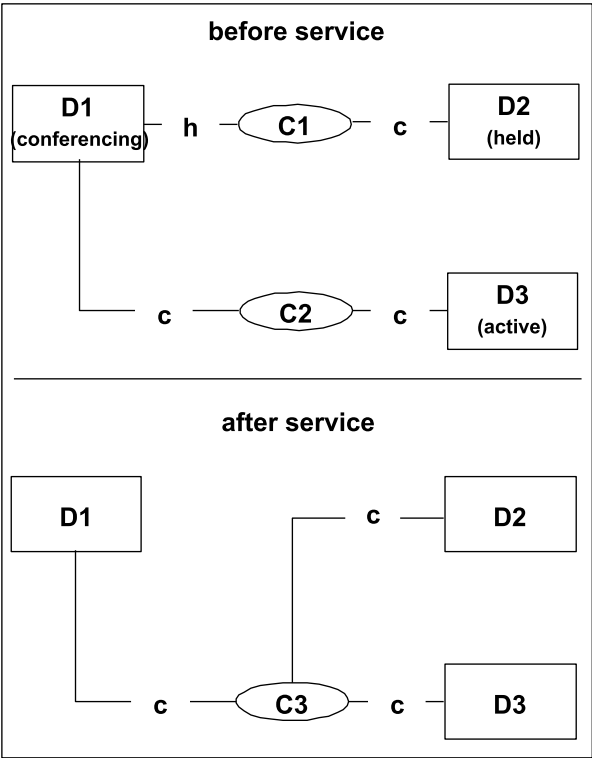 before service
D1
(conferencing)
h
C1
c
D2
(held)
c
C2
c
D3
(active)
after service
D1
c
D2
c
C3
c
D3